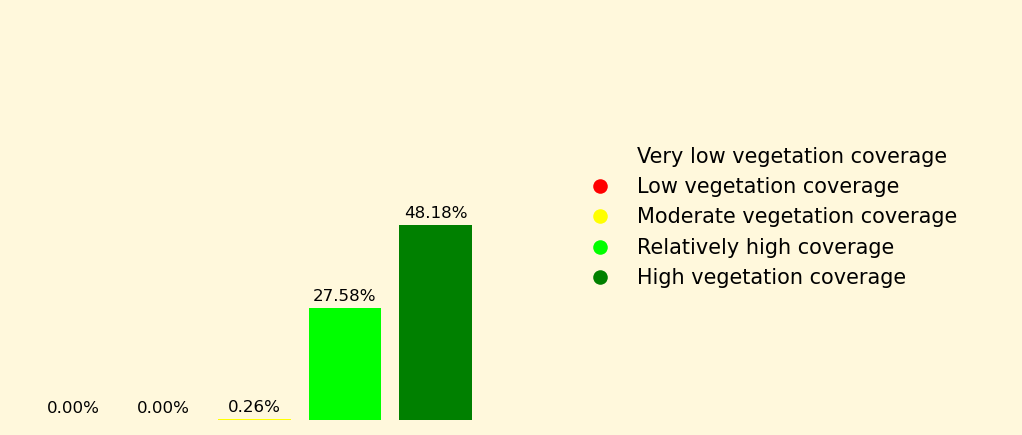 0.00%
0.00%
0.26%
27.58%
48.18%
Very low vegetation coverage
Low vegetation coverage
Moderate vegetation coverage
Relatively high coverage
High vegetation coverage